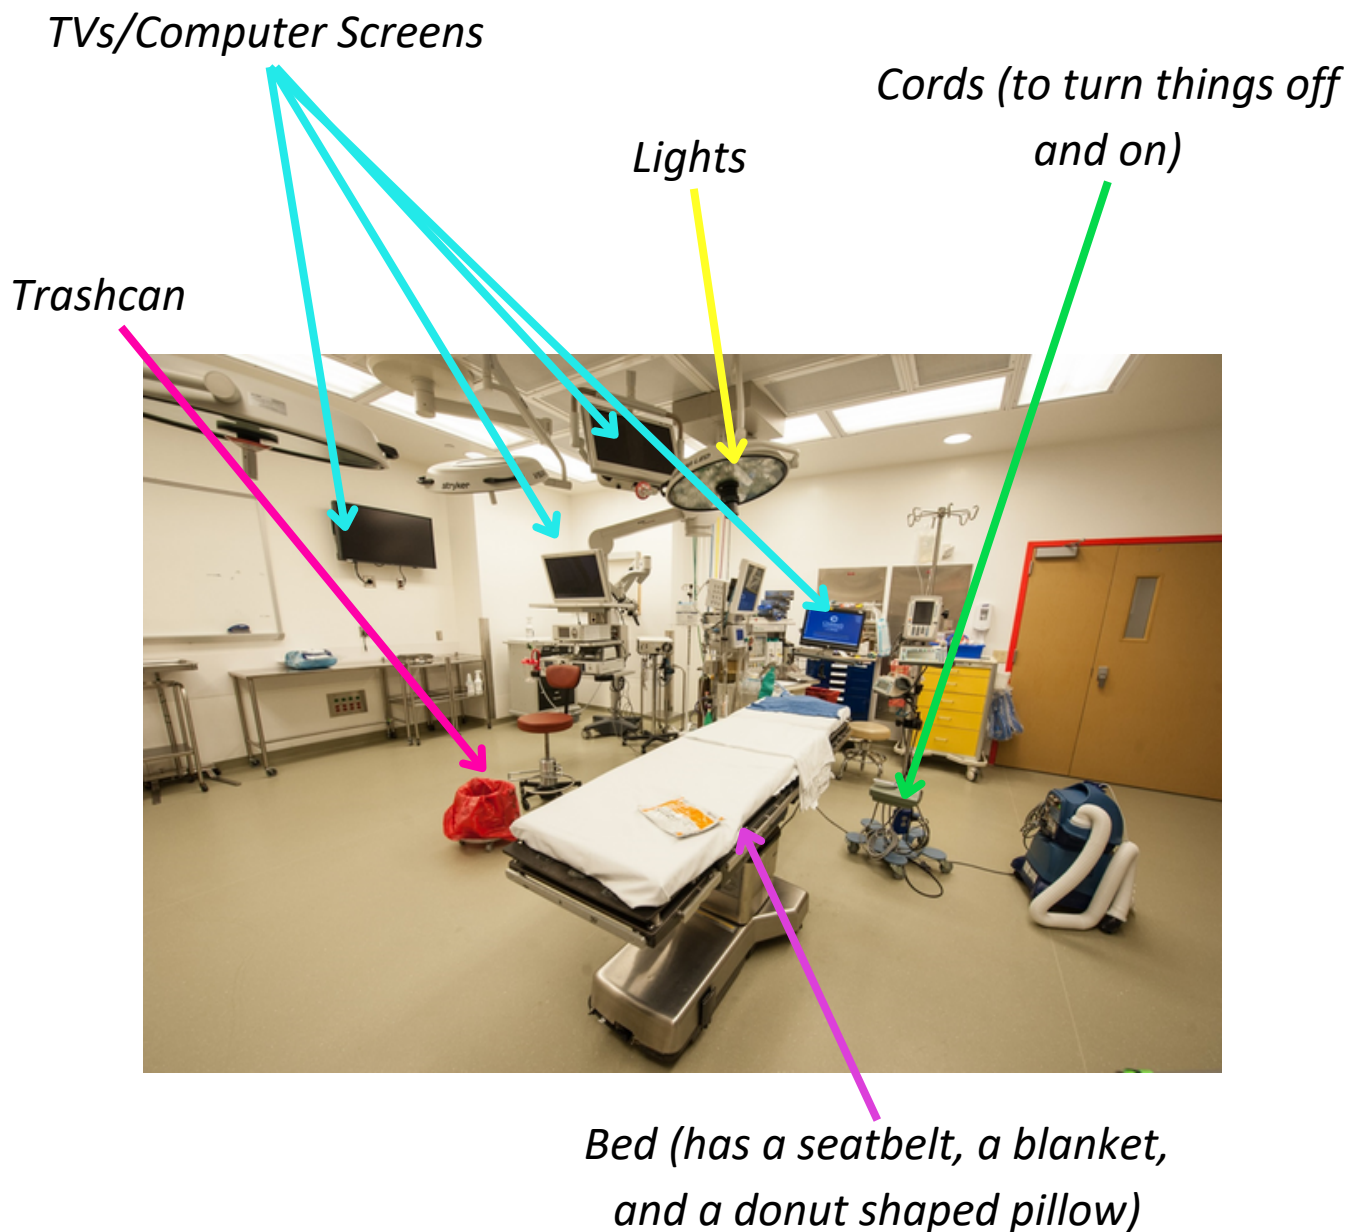 TVs/Computer Screens
Cords (to turn things off
and on)
Lights
Trashcan
stryker
Bed (has a seatbelt, a blanket,
and a donut shaped pillow)